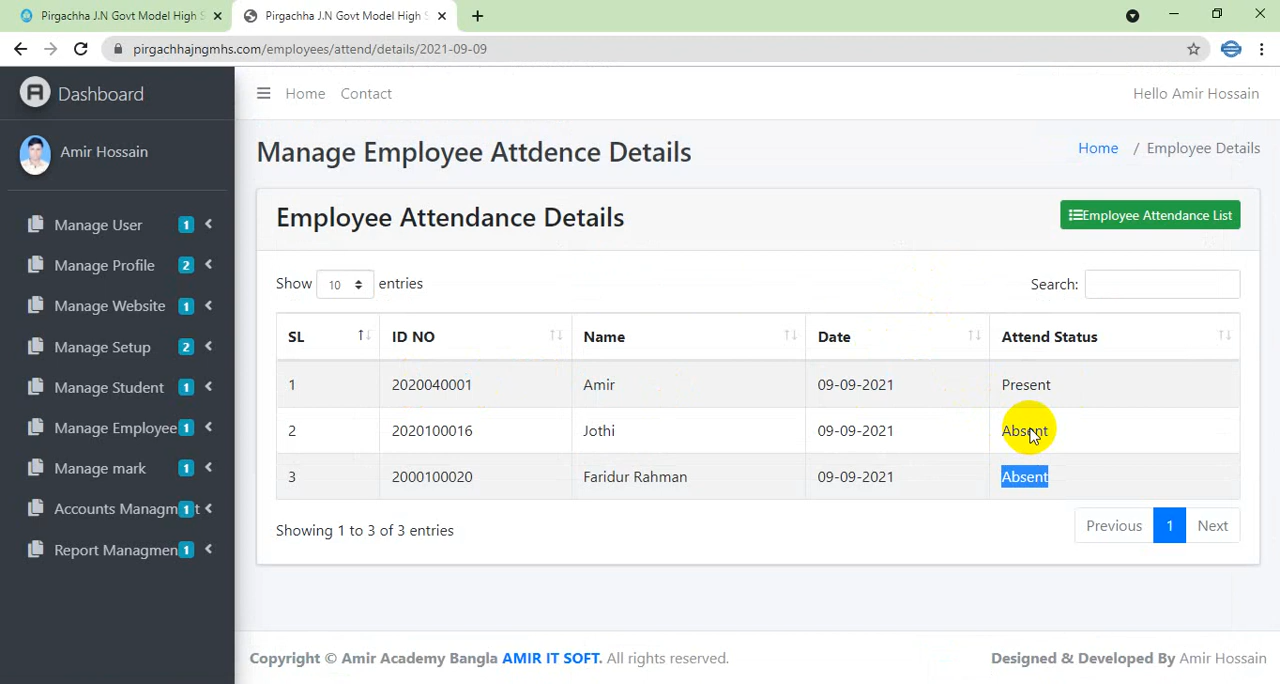 Pirgachha J.N Govt Model High S
Pirgachha J.N Govt Model High
pirgachhajngmhs.com/employees/attend/details/2021-09-09
Dashboard
Home Contact
Hello Amir Hossain
Amir Hossain
Manage Employee Attdence Details
Home / Employee Details
Manage User 1
Manage Profile 2
Manage Website 1
Manage Setup 2
Manage Student 1
Manage Employee 1
Manage mark 1
Accounts Managm 1 t
Report Managmen 1
Employee Attendance Details
Employee Attendance List
Show 10 entries
Search:
SL ID NO Name Date Attend Status
1 2020040001 Amir 09-09-2021 Present
2 2020100016 Jothi 09-09-2021 Absent
3 2000100020 Faridur Rahman 09-09-2021 Absent
Showing 1 to 3 of 3 entries
Previous 1 Next
Copyright © Amir Academy Bangla AMIR IT SOFT. All rights reserved.
Designed & Developed By Amir Hossain